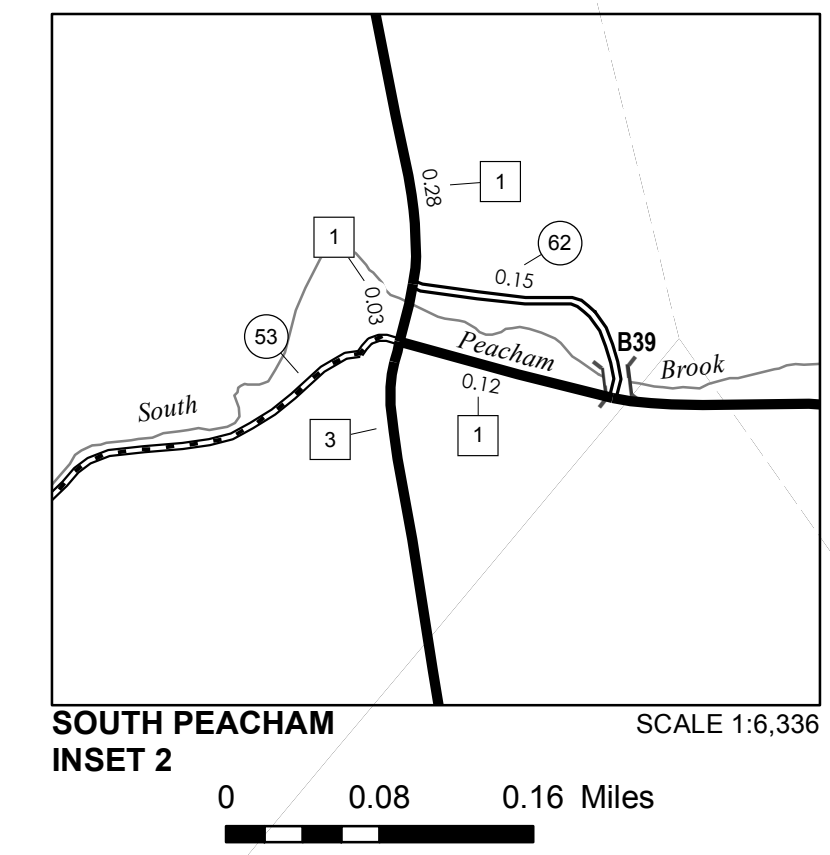 0.28
1
1
62
0.15
0.03
53
B39
Peacham
Brook
0.12
South
3
1
SOUTH PEACHAM
INSET 2
SCALE 1:6,336
0 0.08 0.16 Miles